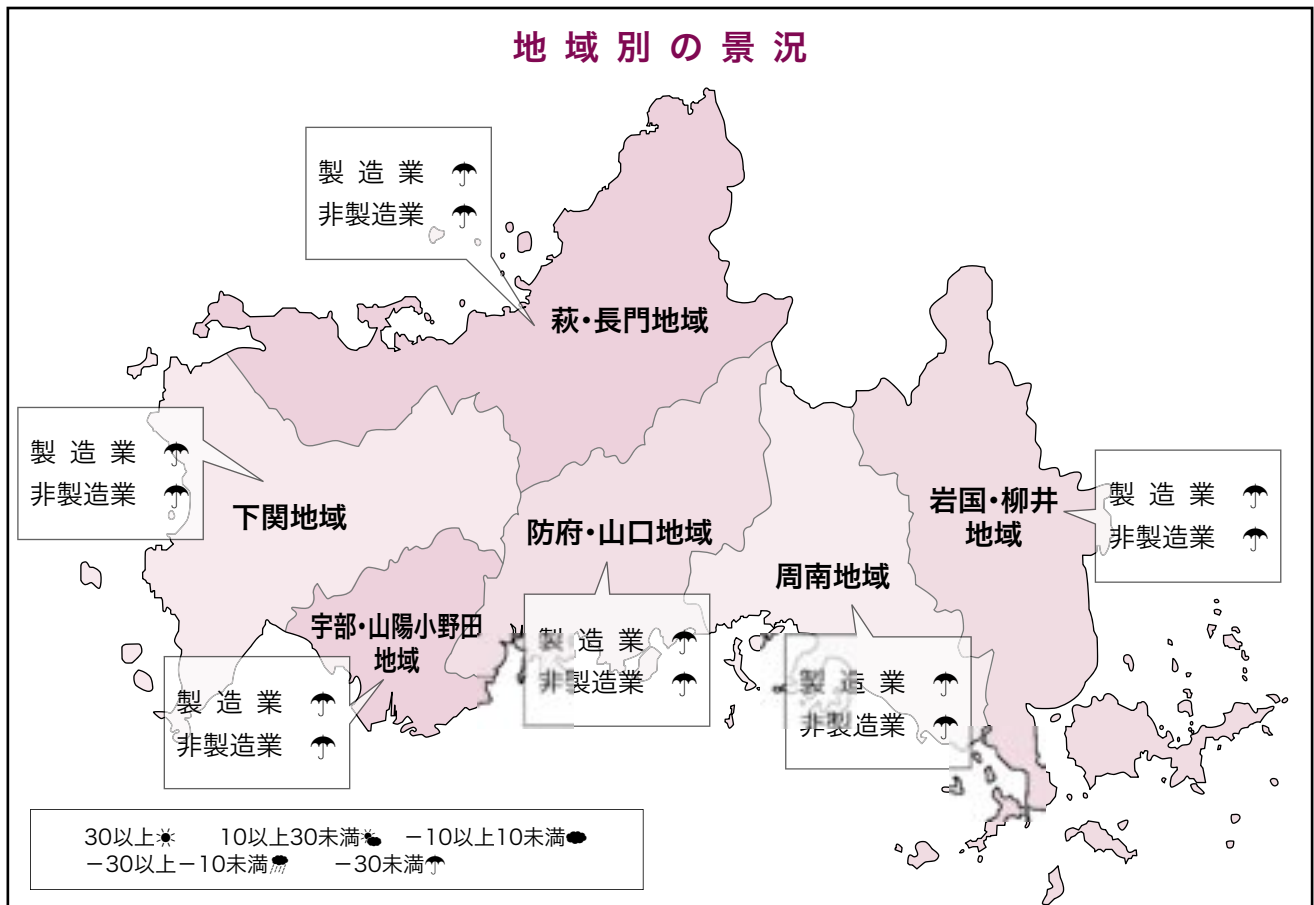 地域別の景況
製造業 ☂
非製造業 ☂
萩・長門地域
製造業 ☂
非製造業 ☂
下関地域
岩国・柳井
地域
製造業 ☂
非製造業 ☂
防府・山口地域
製造業 ☂
非製造業 ☂
周南地域
製造業 ☂
非製造業 ☂
宇部・山陽小野田
地域
製造業 ☂
非製造業 ☂
30以上☀ 10以上30未満🌤 −10以上10未満☁
−30以上−10未満🌧 −30未満☂